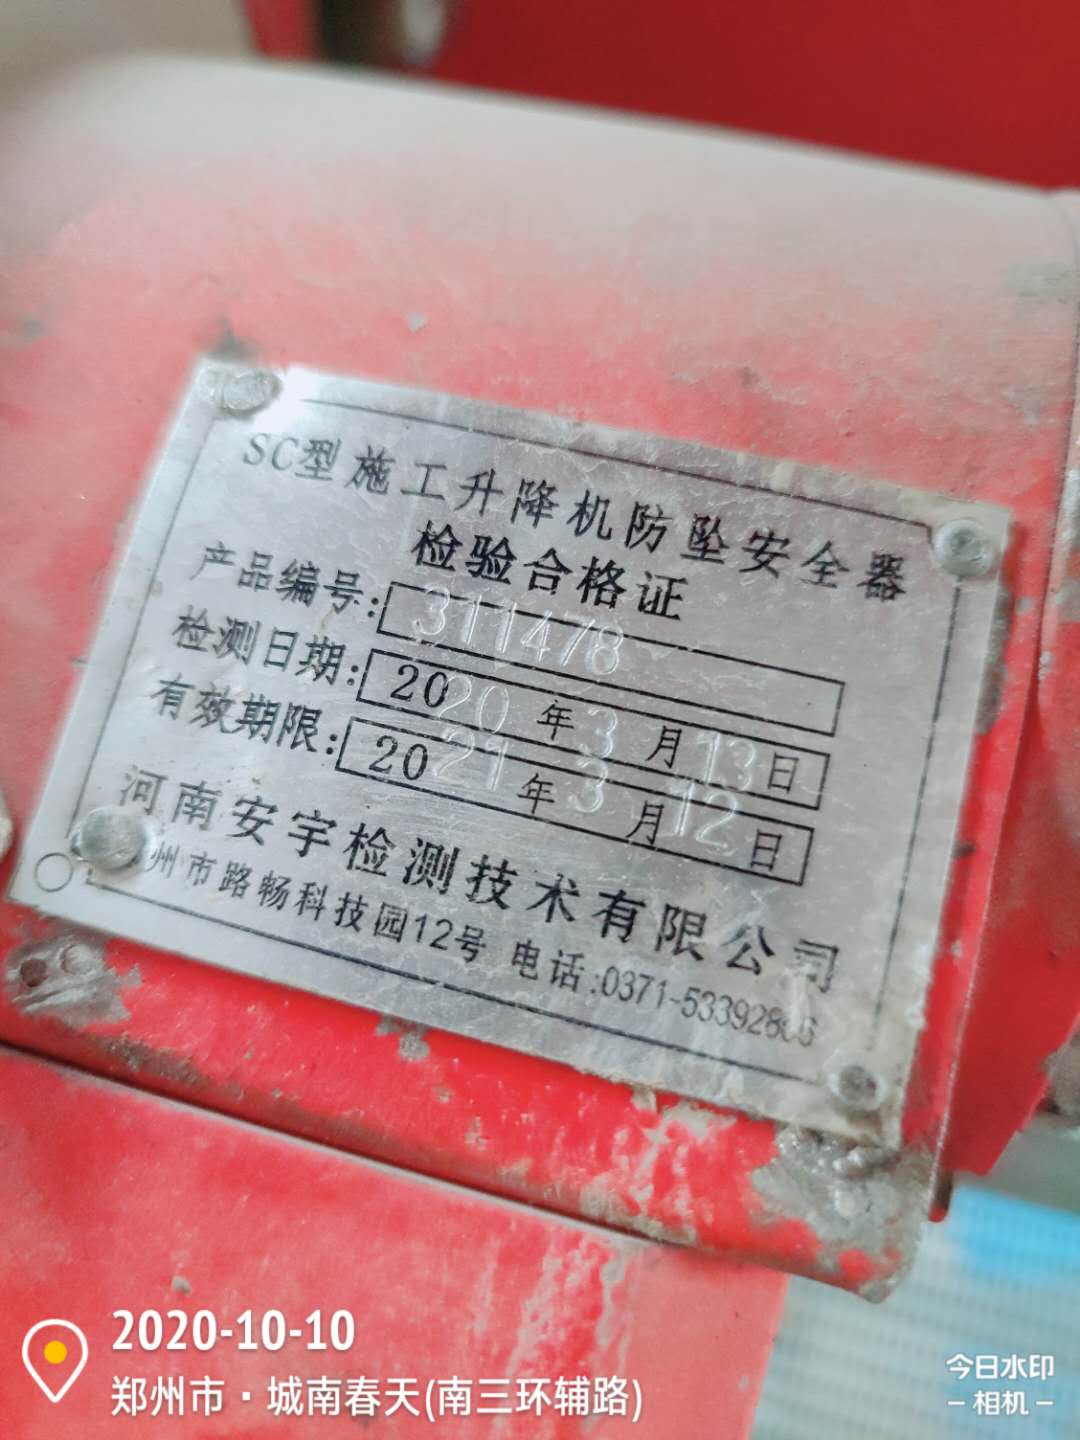 SC型施工升降机防坠安全器
检验合格证
产品编号: 311478
检测日期: 2020年3月13日
有效期限: 2021年3月12日
河南安宇检测技术有限公司
州市路畅科技园12号 电话:0371-53392866
2020-10-10
郑州市·城南春天(南三环辅路)
今日水印
相机